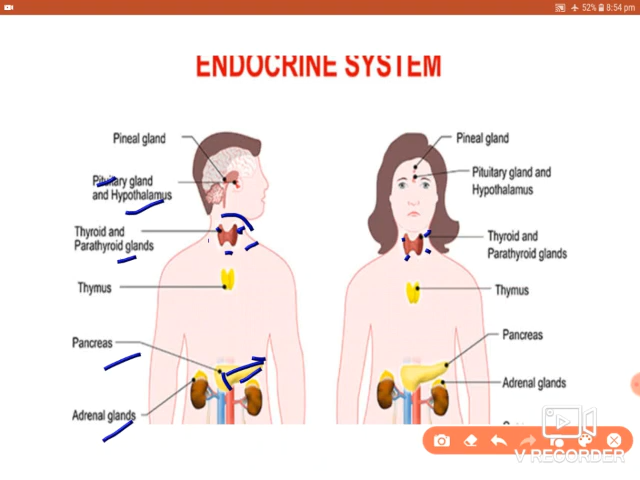 52% 8:54 pm
ENDOCRINE SYSTEM
Pineal gland
Pituitary gland
and Hypothalamus
Thyroid and
Parathyroid glands
Thymus
Pancreas
Adrenal glands
Pineal gland
Pituitary gland and
Hypothalamus
Thyroid and
Parathyroid glands
Thymus
Pancreas
Adrenal glands
V RECORDER